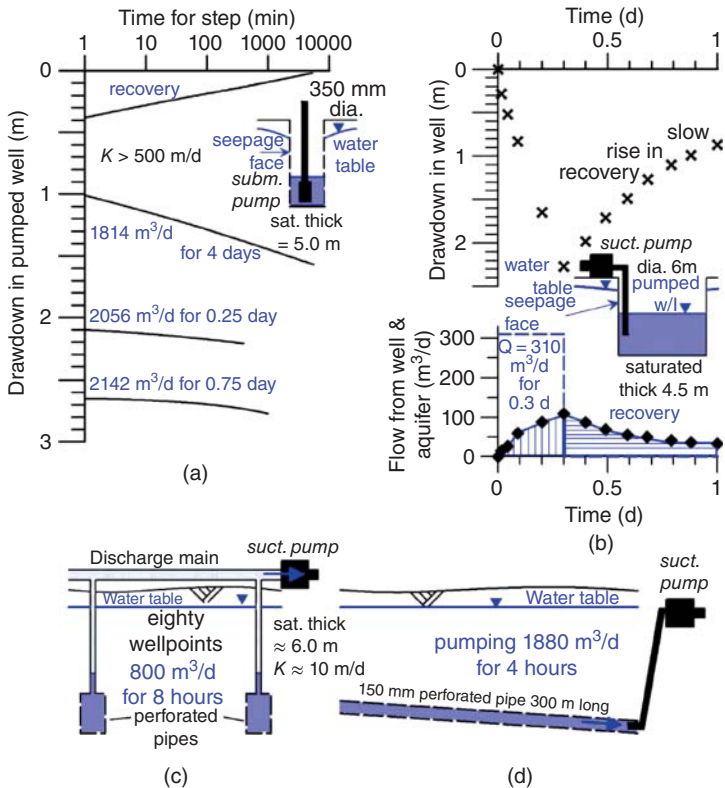 Time for step (min)
1 10 100 1000 10000
0
1
2
3
Drawdown in pumped well (m)
recovery
350 mm
dia.
K > 500 m/d
seepage
face
water
table
subm.
pump
sat. thick
= 5.0 m
1814 m³/d
for 4 days
2056 m³/d for 0.25 day
2142 m³/d for 0.75 day
(a)
Time (d)
0 0.5 1
0
1
2
Drawdown in well (m)
slow
rise in
recovery
suct. pump
dia. 6m
water
table
pumped
w/l
seepage
face
saturated
thick 4.5 m
Flow from well &
aquifer (m³/d)
300
200
100
0
Q = 310
m³/d
for
0.3 d
recovery
0 0.5 1
Time (d)
(b)
Discharge main
suct. pump
Water table
eighty
wellpoints
800 m³/d
for 8 hours
perforated
pipes
sat. thick
≈ 6.0 m
K ≈ 10 m/d
(c)
suct.
pump
Water table
pumping 1880 m³/d
for 4 hours
150 mm perforated pipe 300 m long
(d)